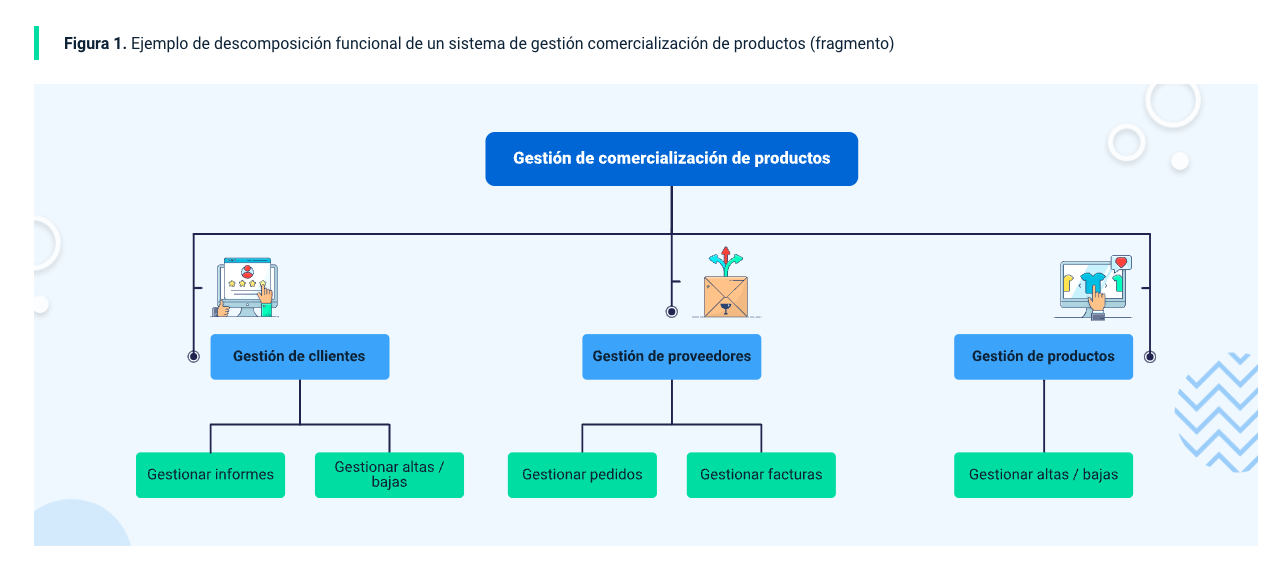 Figura 1. Ejemplo de descomposición funcional de un sistema de gestión comercialización de productos (fragmento)
Gestión de comercialización de productos
Gestión de cllientes
Gestión de proveedores
Gestión de productos
Gestionar informes
Gestionar altas /
bajas
Gestionar pedidos
Gestionar facturas
Gestionar altas / bajas